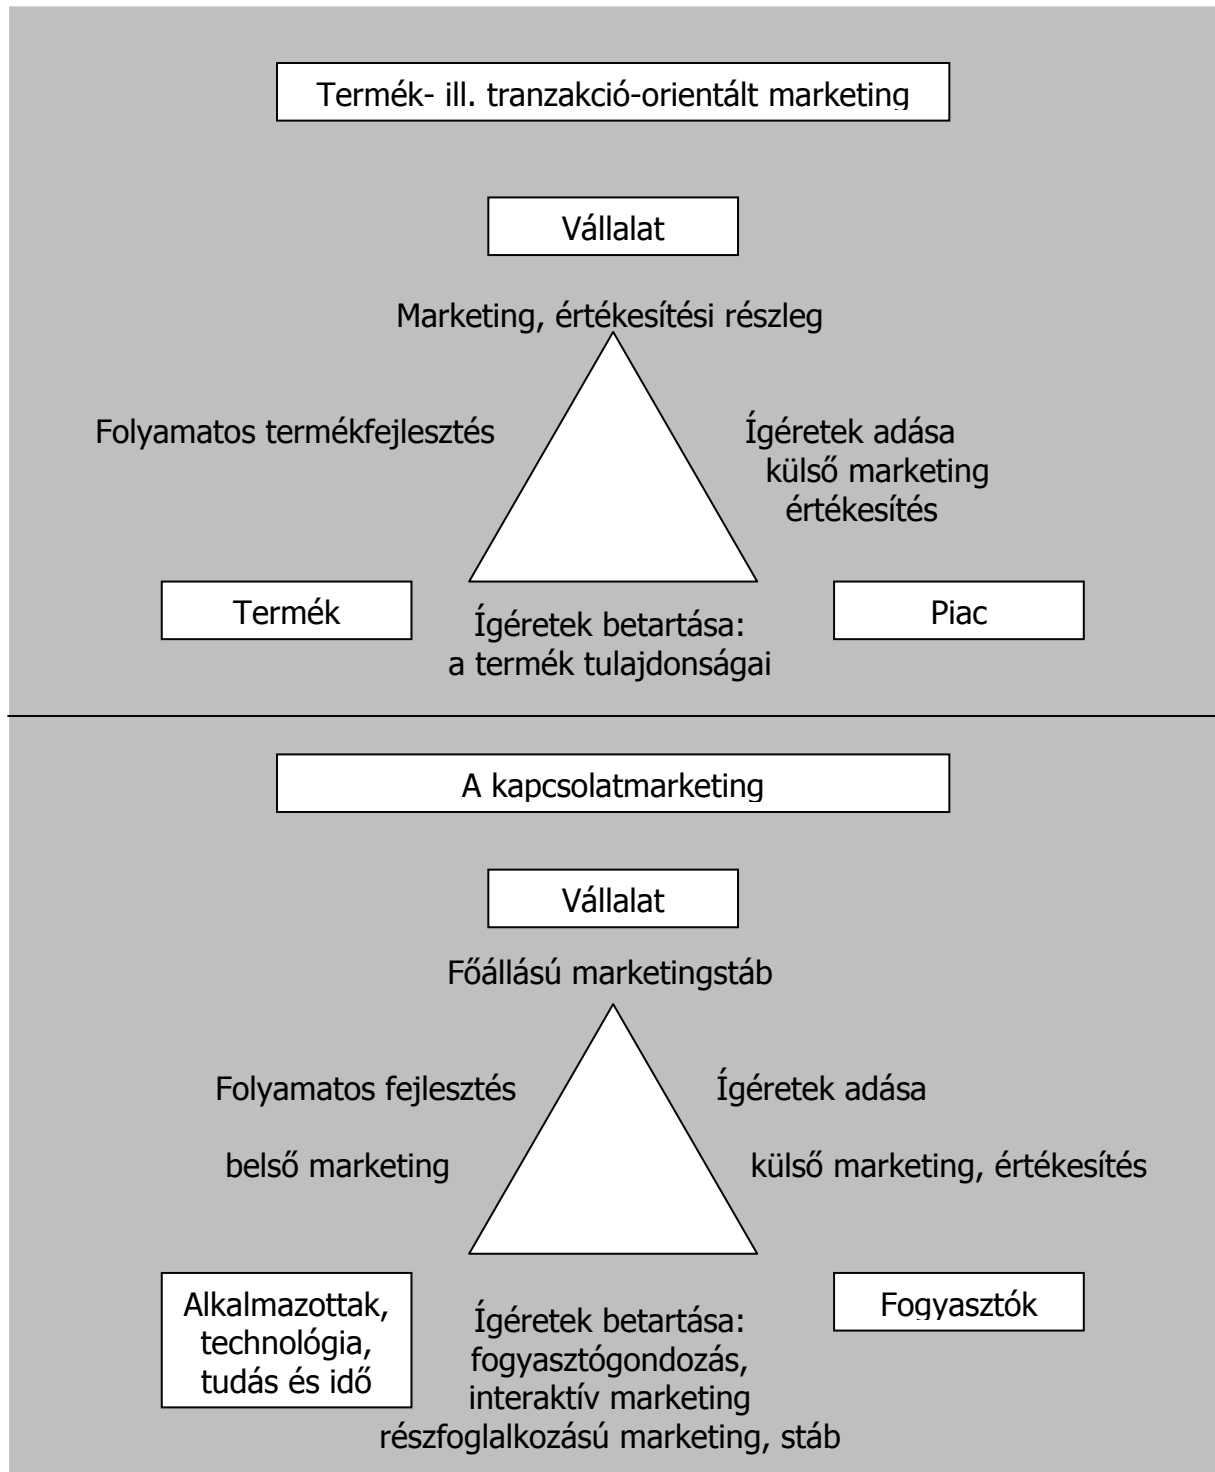 Termék- ill. tranzakció-orientált marketing
Vállalat
Marketing, értékesítési részleg
Folyamatos termékfejlesztés
Ígéretek adása
külső marketing
értékesítés
Termék
Ígéretek betartása:
a termék tulajdonságai
Piac
A kapcsolatmarketing
Vállalat
Főállású marketingstáb
Folyamatos fejlesztés
belső marketing
Ígéretek adása
külső marketing, értékesítés
Alkalmazottak,
technológia,
tudás és idő
Ígéretek betartása:
fogyasztógondozás,
interaktív marketing
részfoglalkozású marketing, stáb
Fogyasztók